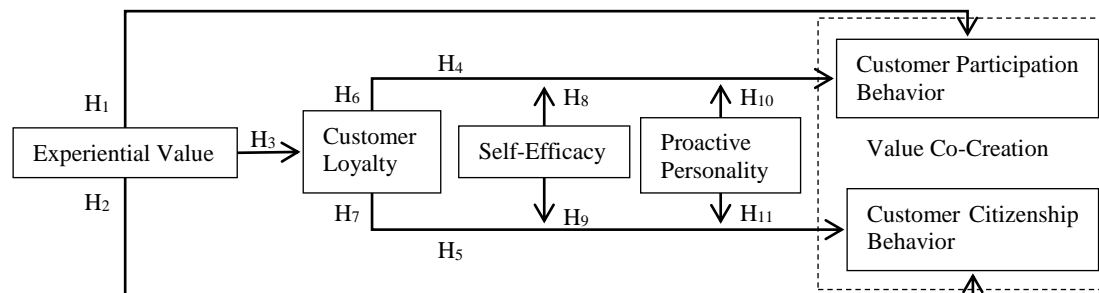 H4
Customer Participation
Behavior
H1
H6
H8
H10
H3
Experiential Value
Customer
Loyalty
Self-Efficacy
Proactive
Personality
Value Co-Creation
H2
H7
H9
H11
Customer Citizenship
Behavior
H5